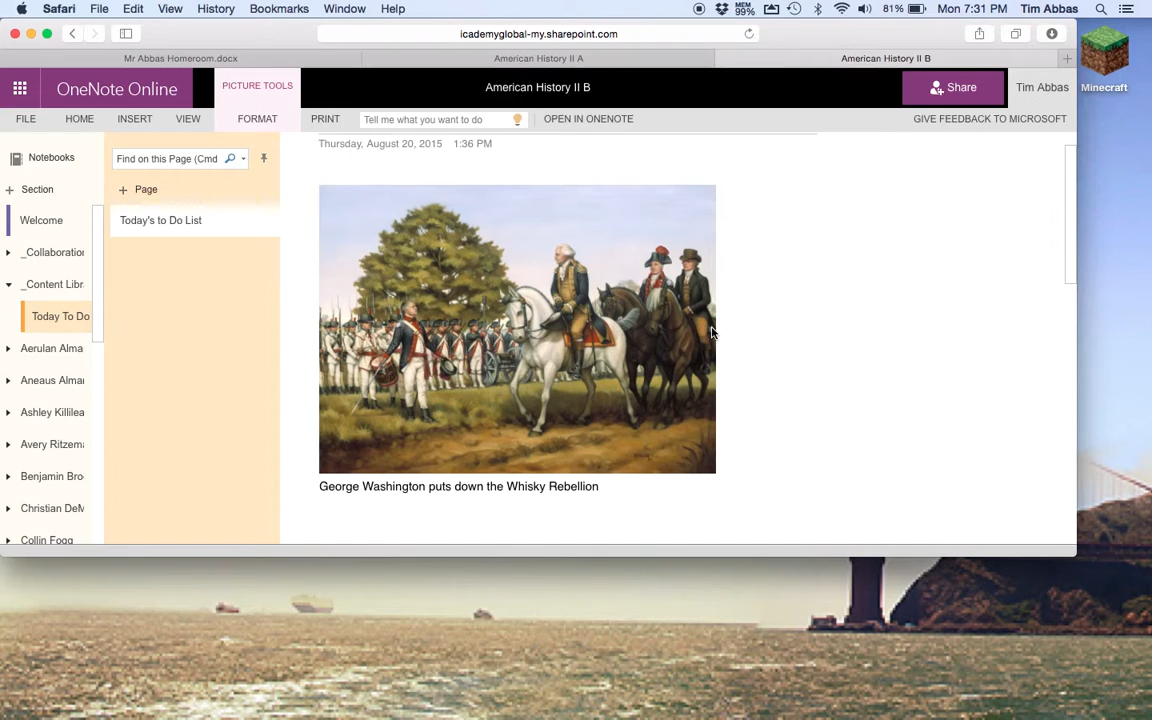 Safari File Edit View History Bookmarks Window Help MEM 99% 81% Mon 7:31 PM Tim Abbas
icademyglobal-my.sharepoint.com
Mr Abbas Homeroom.docx American History II A American History II B
OneNote Online PICTURE TOOLS American History II B Share Tim Abbas
FILE HOME INSERT VIEW FORMAT PRINT Tell me what you want to do OPEN IN ONENOTE GIVE FEEDBACK TO MICROSOFT
Minecraft
Notebooks
Find on this Page (Cmd
Section
Page
Welcome
Today's to Do List
_Collaboration
_Content Libr
Today To Do
Aerulan Alma
Aneaus Almai
Ashley Killilea
Avery Ritzema
Benjamin Bro
Christian DeM
Collin Fogg
Thursday, August 20, 2015 1:36 PM
George Washington puts down the Whisky Rebellion